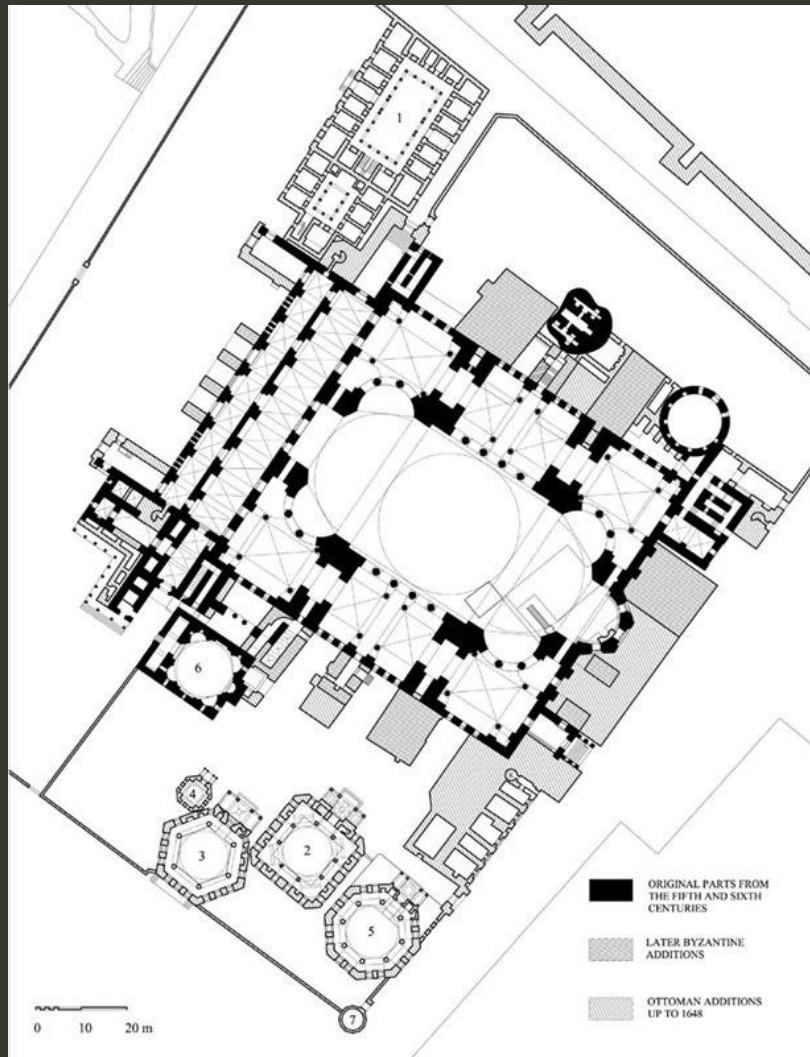 1
6
4
3
2
5
7
ORIGINAL PARTS FROM
THE FIFTH AND SIXTH
CENTURIES
LATER BYZANTINE
ADDITIONS
OTTOMAN ADDITIONS
UP TO 1648
0 10 20 m